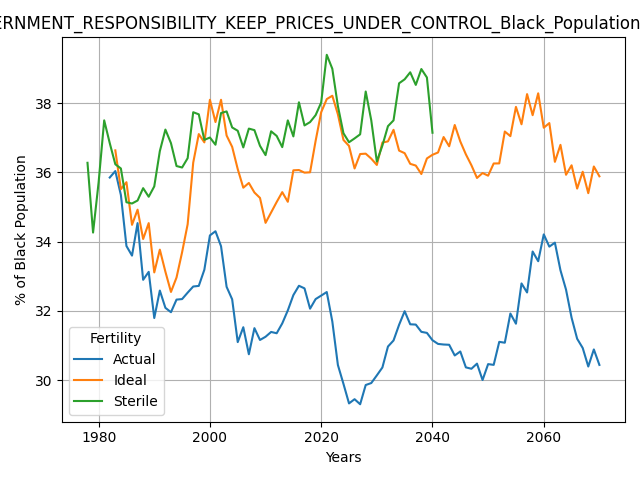 ERNMENT_RESPONSIBILITY_KEEP_PRICES_UNDER_CONTROL_Black_Population
% of Black Population
38
36
34
32
30
Fertility
Actual
Ideal
Sterile
1980 2000 2020 2040 2060
Years